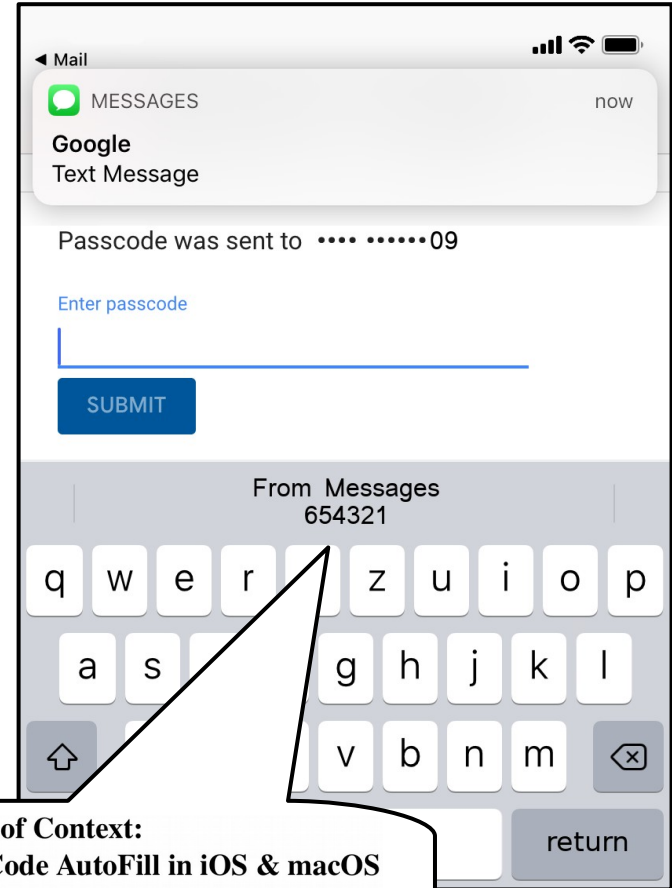 ◀ Mail
MESSAGES now
Google
Text Message
Passcode was sent to •••• ••••••09
Enter passcode
SUBMIT
From Messages
654321
q w e r z u i o p
a s g h j k l
v b n m
return
of Context:
Code AutoFill in iOS & macOS